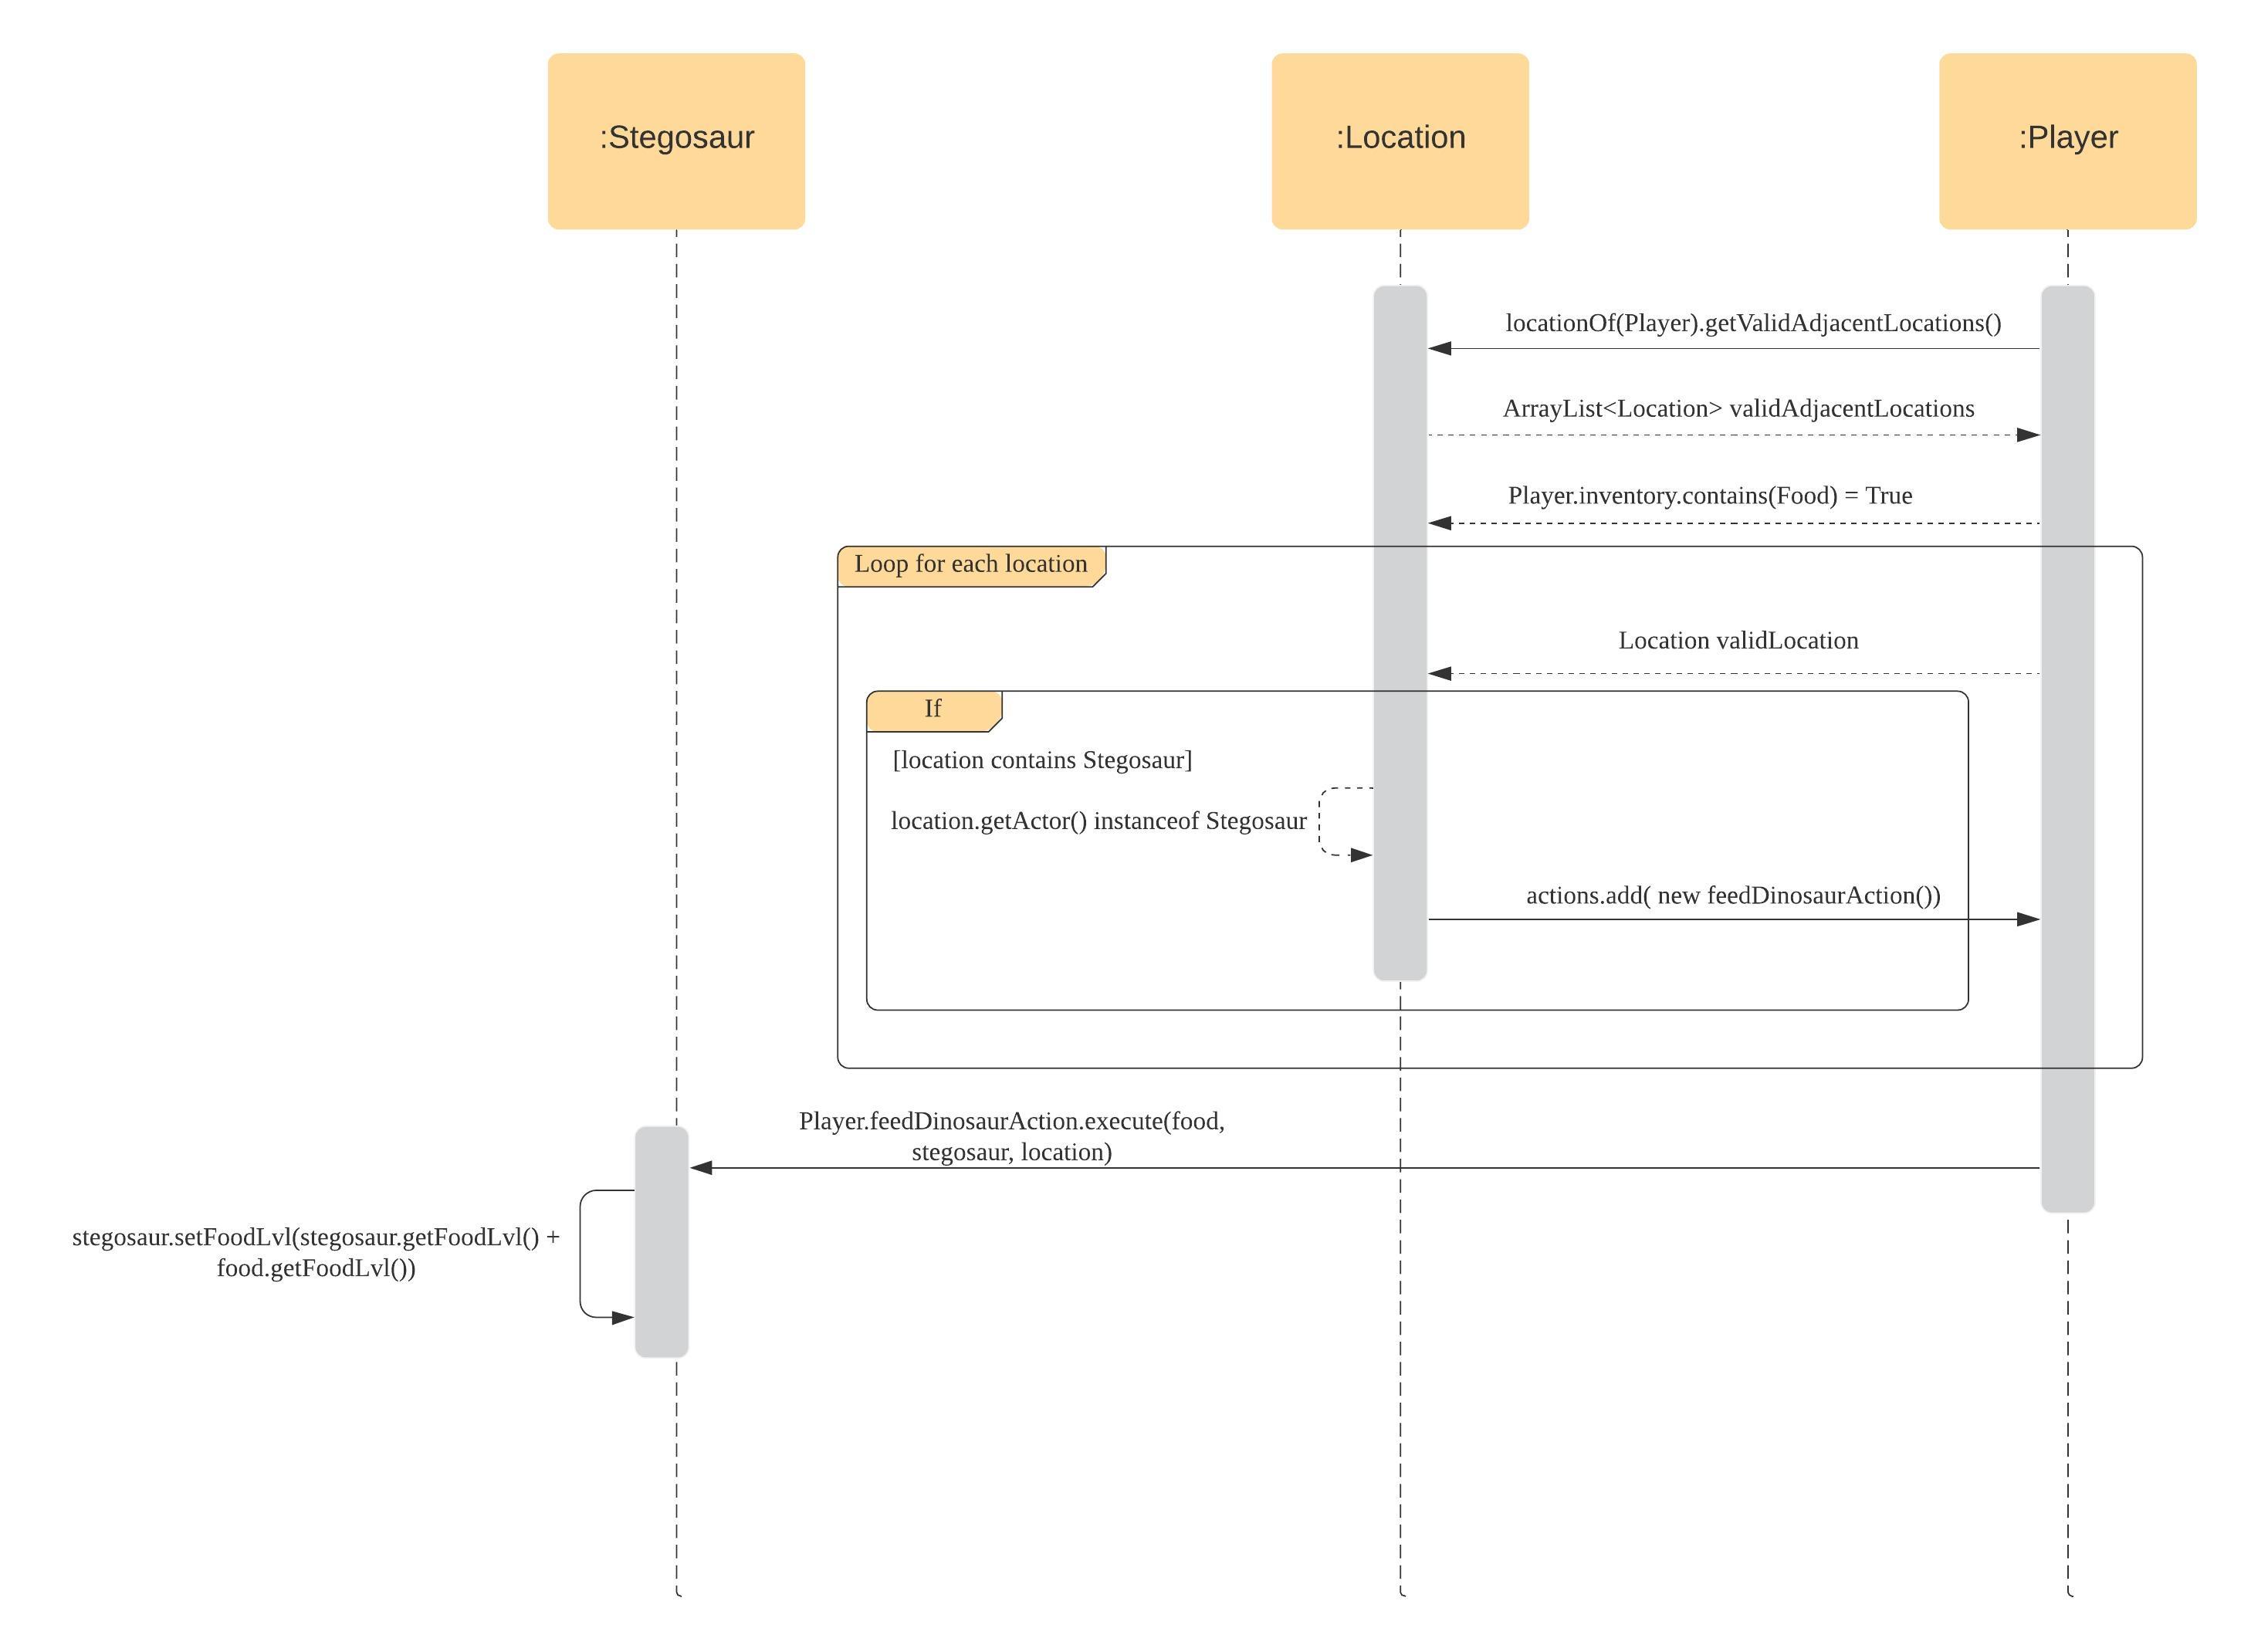 :Stegosaur
:Location
:Player
locationOf(Player).getValidAdjacentLocations()
ArrayList<Location> validAdjacentLocations
Player.inventory.contains(Food) = True
Loop for each location
Location validLocation
If
[location contains Stegosaur]
location.getActor() instanceof Stegosaur
actions.add( new feedDinosaurAction())
Player.feedDinosaurAction.execute(food,
stegosaur, location)
stegosaur.setFoodLvl(stegosaur.getFoodLvl() +
food.getFoodLvl())